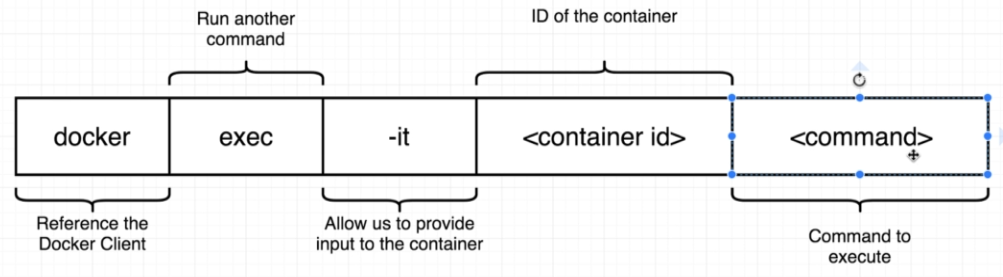 Run another
command
ID of the container
docker
exec
-it
<container id>
<command>
Reference the
Docker Client
Allow us to provide
input to the container
Command to
execute